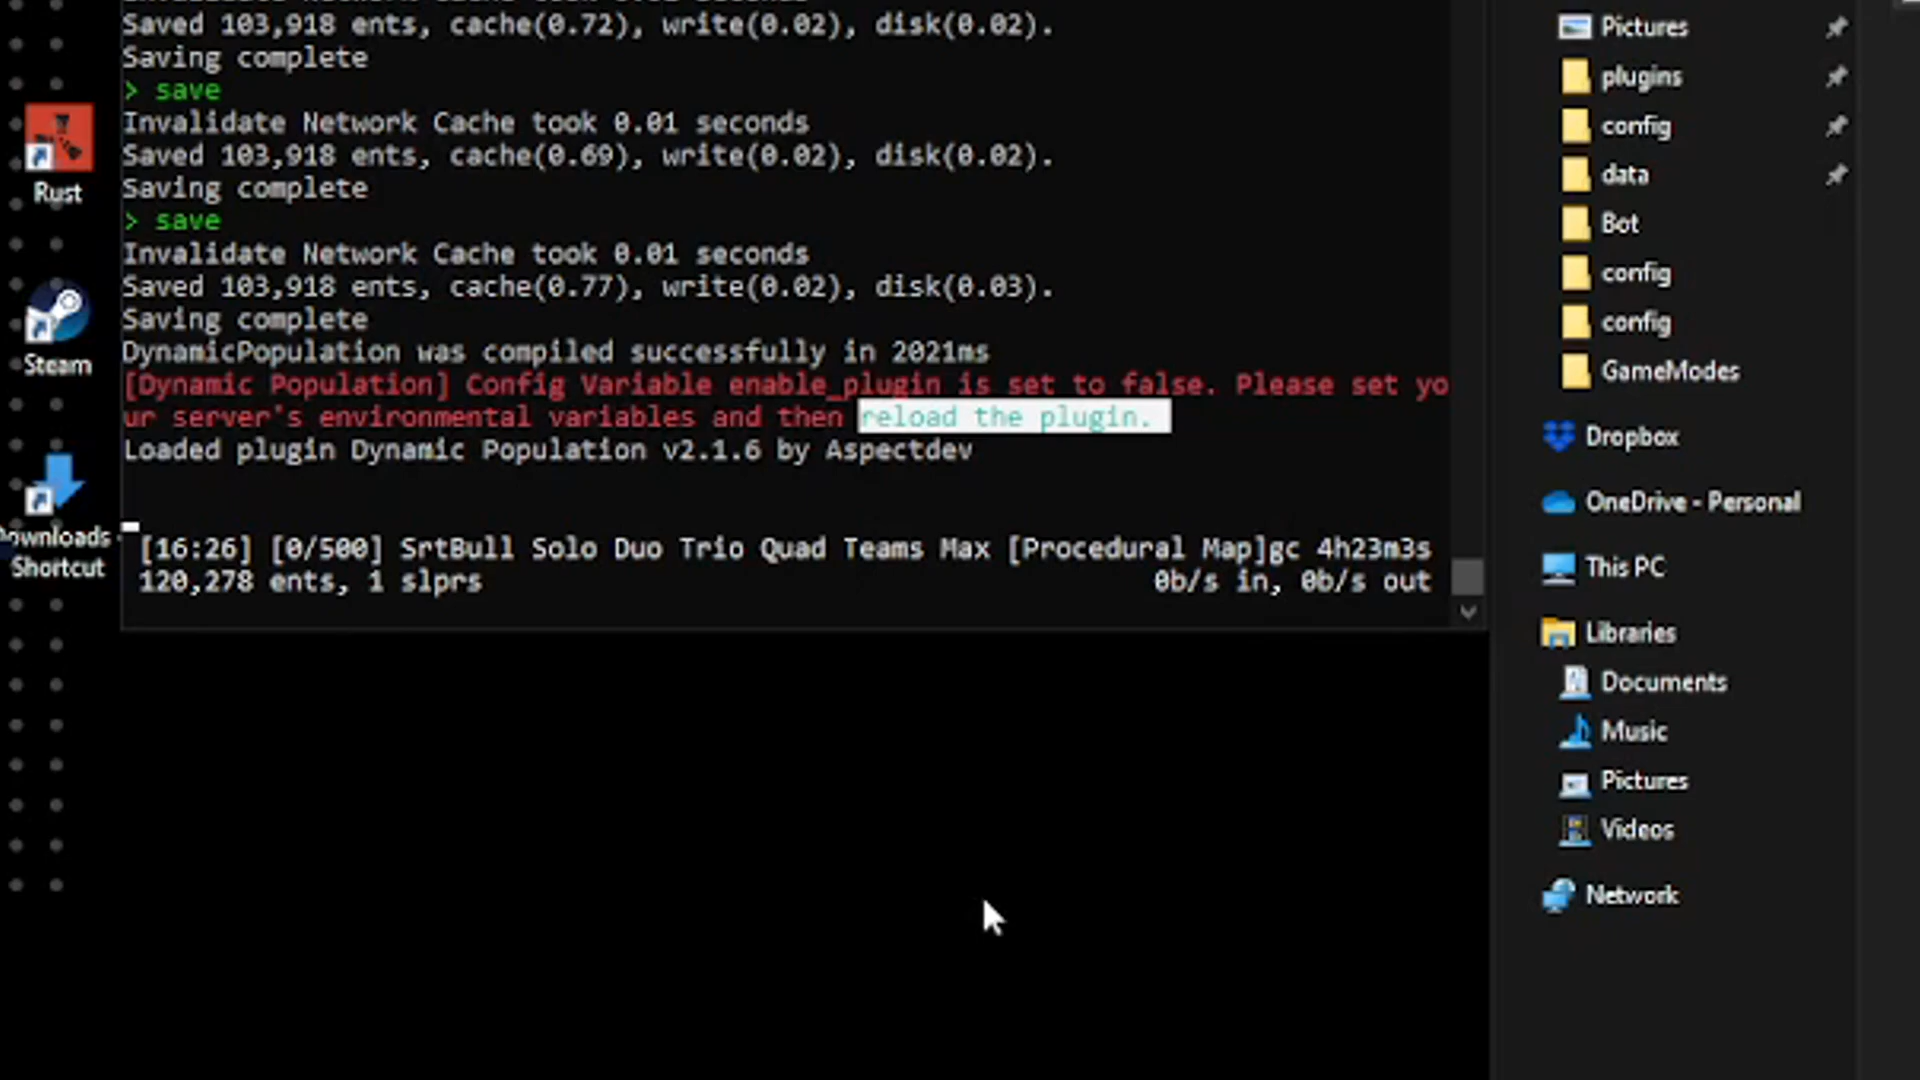 Saved 103,918 ents, cache(0.72), write(0.02), disk(0.02).
Saving complete
> save
Invalidate Network Cache took 0.01 seconds
Saved 103,918 ents, cache(0.69), write(0.02), disk(0.02).
Saving complete
> save
Invalidate Network Cache took 0.01 seconds
Saved 103,918 ents, cache(0.77), write(0.02), disk(0.03).
Saving complete
DynamicPopulation was compiled successfully in 2021ms
[Dynamic Population] Config Variable enable_plugin is set to false. Please set yo
ur server's environmental variables and then reload the plugin.
Loaded plugin Dynamic Population v2.1.6 by Aspectdev
[16:26] [0/500] SrtBull Solo Duo Trio Quad Teams Max [Procedural Map]gc 4h23m3s
120,278 ents, 1 slprs 0b/s in, 0b/s out
Rust
Steam
ownloads -
Shortcut
Pictures
plugins
config
data
Bot
config
config
GameModes
Dropbox
OneDrive - Personal
This PC
Libraries
Documents
Music
Pictures
Videos
Network